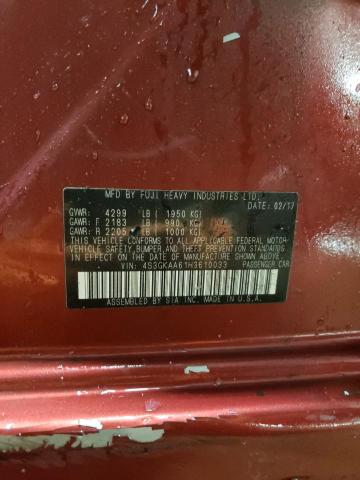 MFD BY FUJI HEAVY INDUSTRIES LTD.
DATE: 02/17
GVWR: 4299 LB ( 1950 KG)
GAWR: F 2183 LB ( 990 KG)
GAWR: R 2205 LB ( 1000 KG)
THIS VEHICLE CONFORMS TO ALL APPLICABLE FEDERAL MOTOR
VEHICLE SAFETY, BUMPER, AND THEFT PREVENTION STANDARDS
IN EFFECT ON THE DATE OF MANUFACTURE SHOWN ABOVE.
VIN: 4S3GKAA61H3610033 PASSENGER CAR
ASSEMBLED BY SIA INC. MADE IN U.S.A.